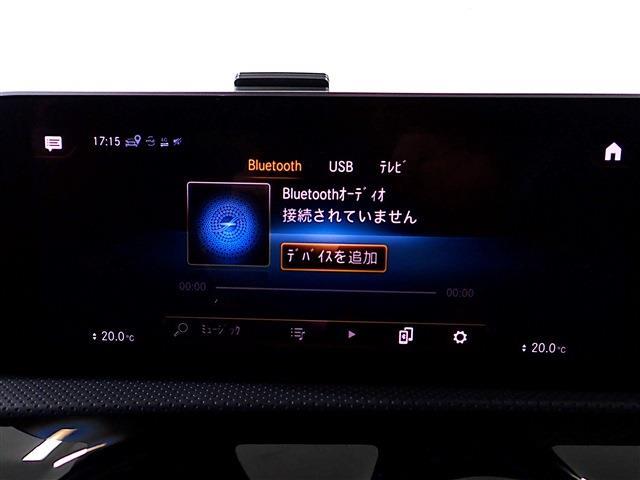 17:15
Bluetooth USB ﾃﾚﾋﾞ
Bluetoothｵｰﾃﾞｨｵ
接続されていません
ﾃﾞﾊﾞｲｽを追加
00:00 00:00
ﾐｭｰｼﾞｯｸ
20.0°C 20.0°C